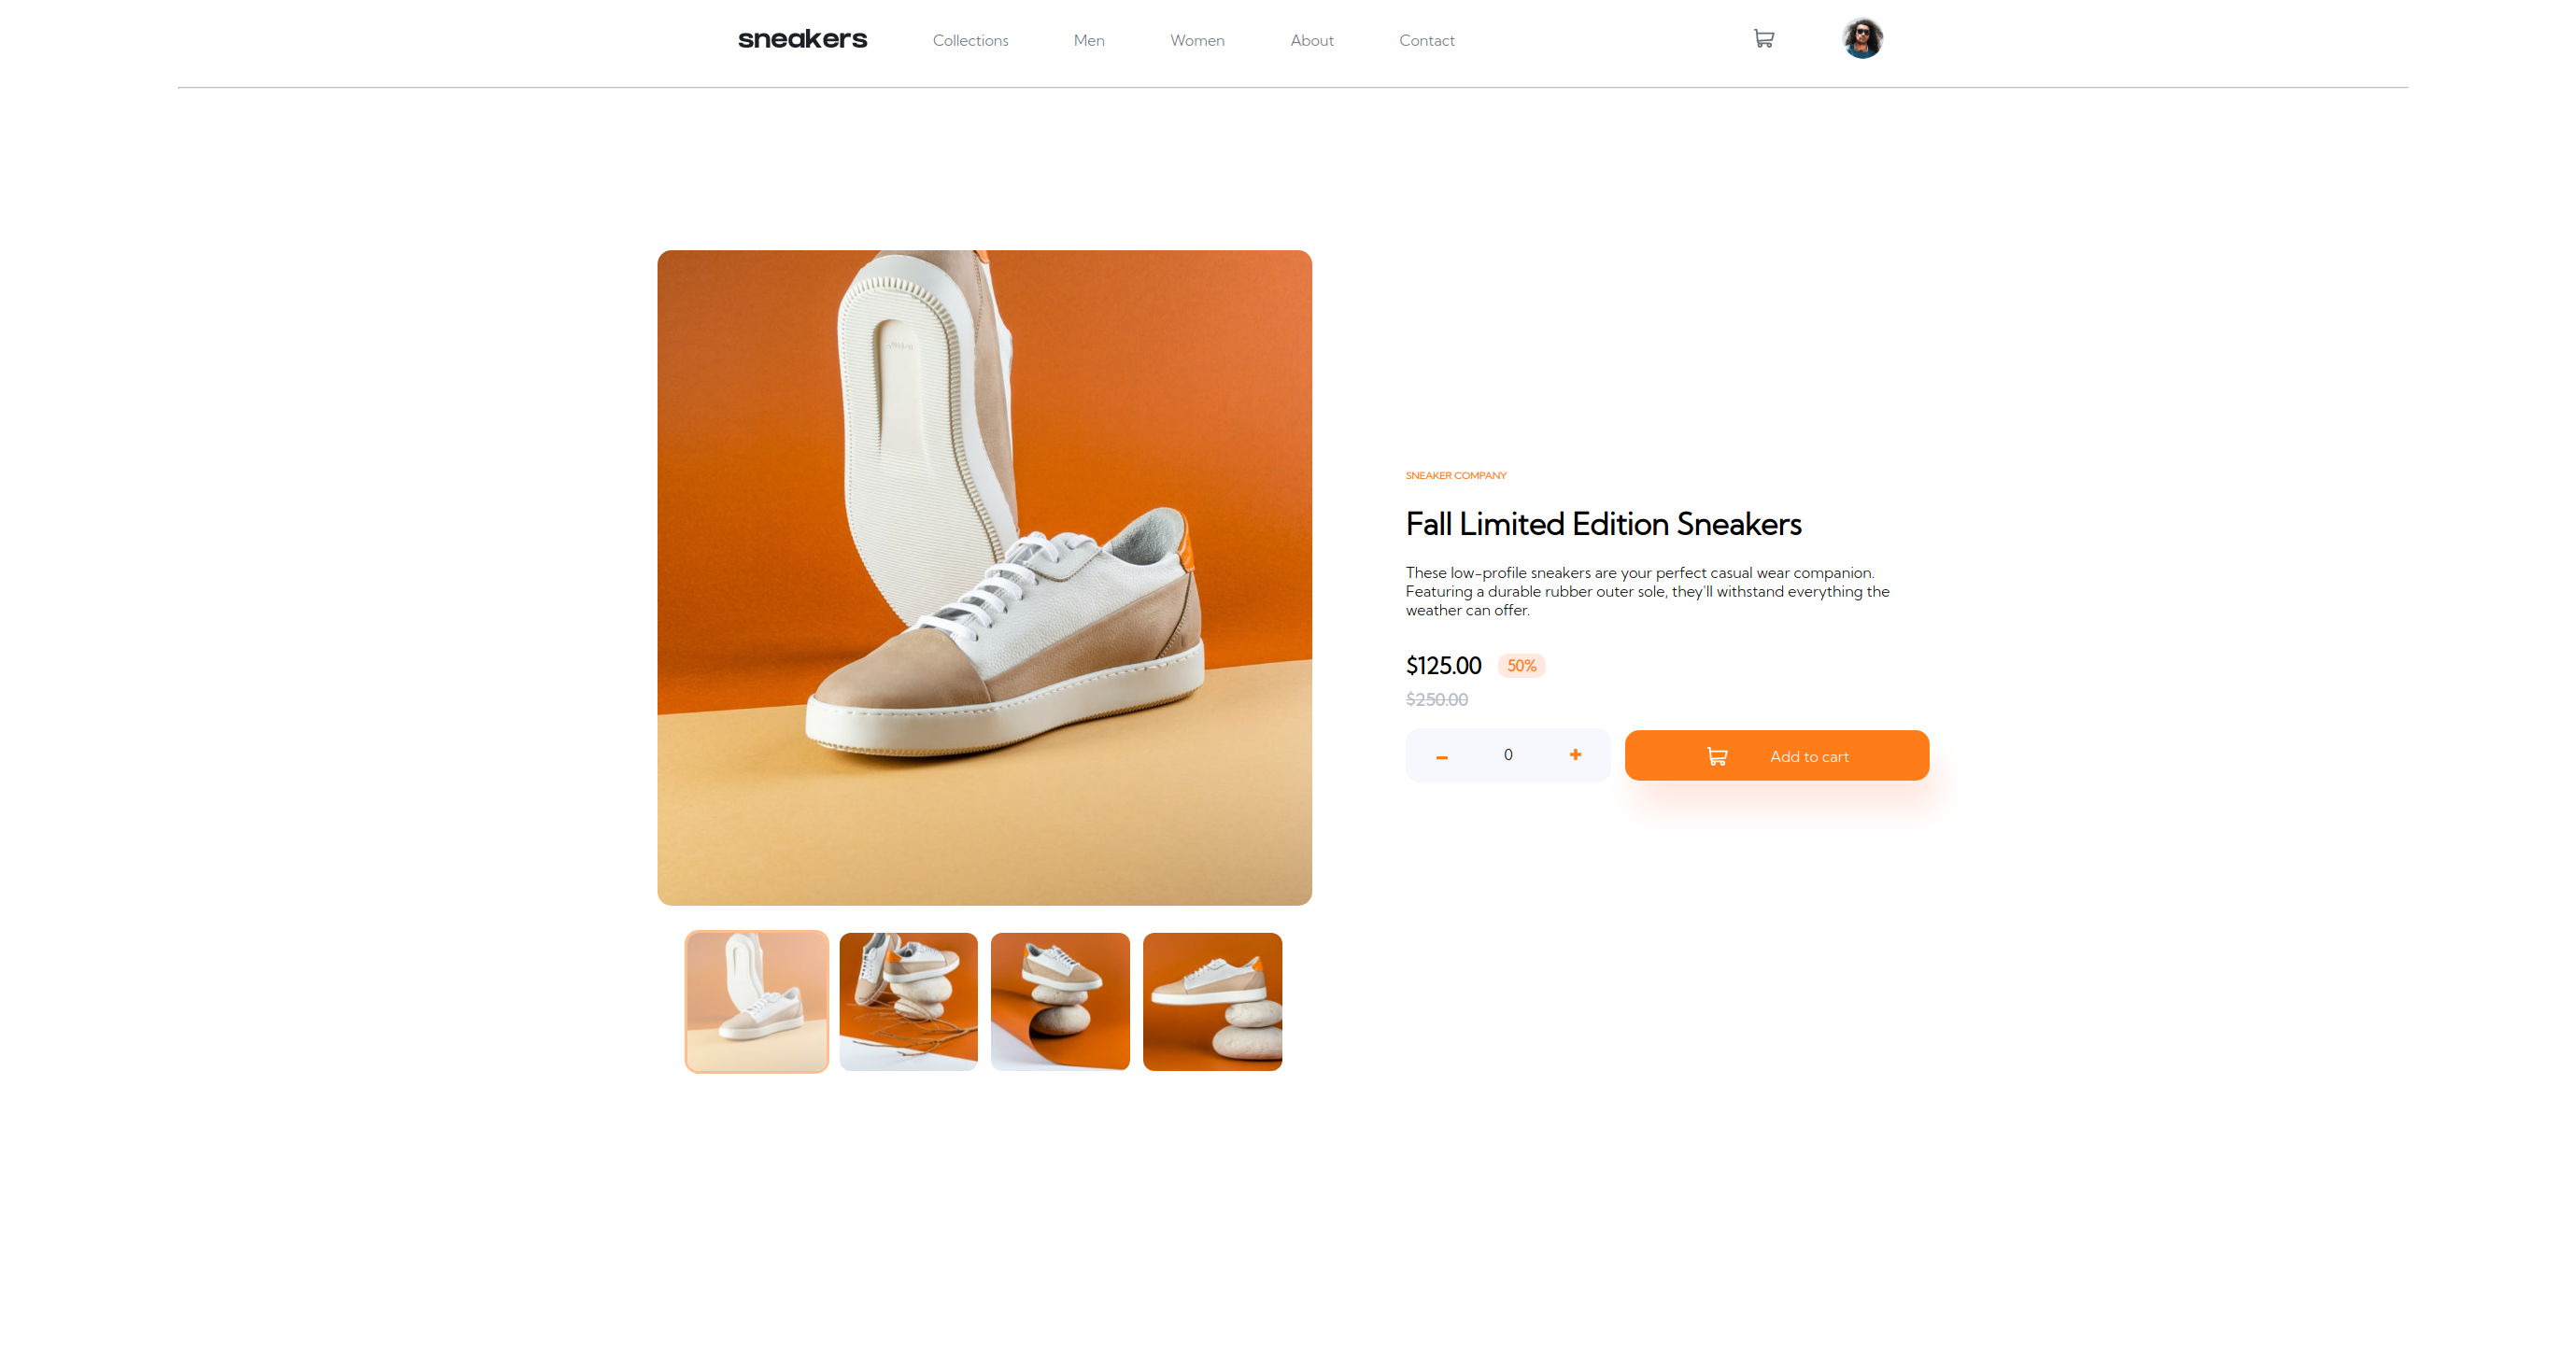 sneakers
Collections
Men
Women
About
Contact
SNEAKER COMPANY
Fall Limited Edition Sneakers
These low-profile sneakers are your perfect casual wear companion.
Featuring a durable rubber outer sole, they'll withstand everything the
weather can offer.
$125.00 50%
$250.00
- 0 + Add to cart